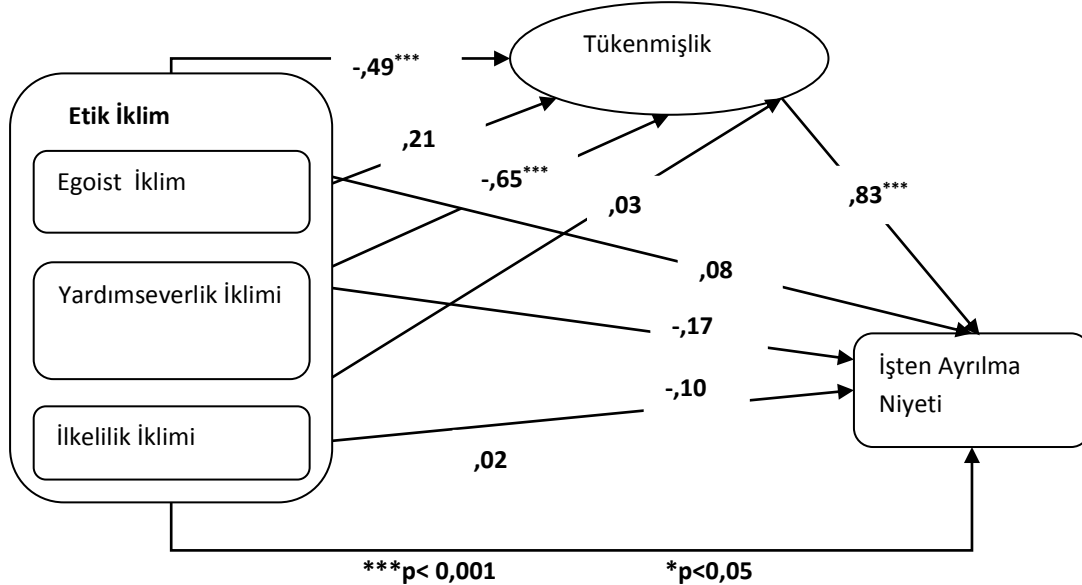 Tükenmişlik
-,49***
Etik İklim
,21
Egoist İklim
-,65***
,03
,83***
,08
Yardımseverlik İklimi
-,17
İşten Ayrılma
Niyeti
-,10
İlkelilik İklimi
,02
***p< 0,001 *p<0,05